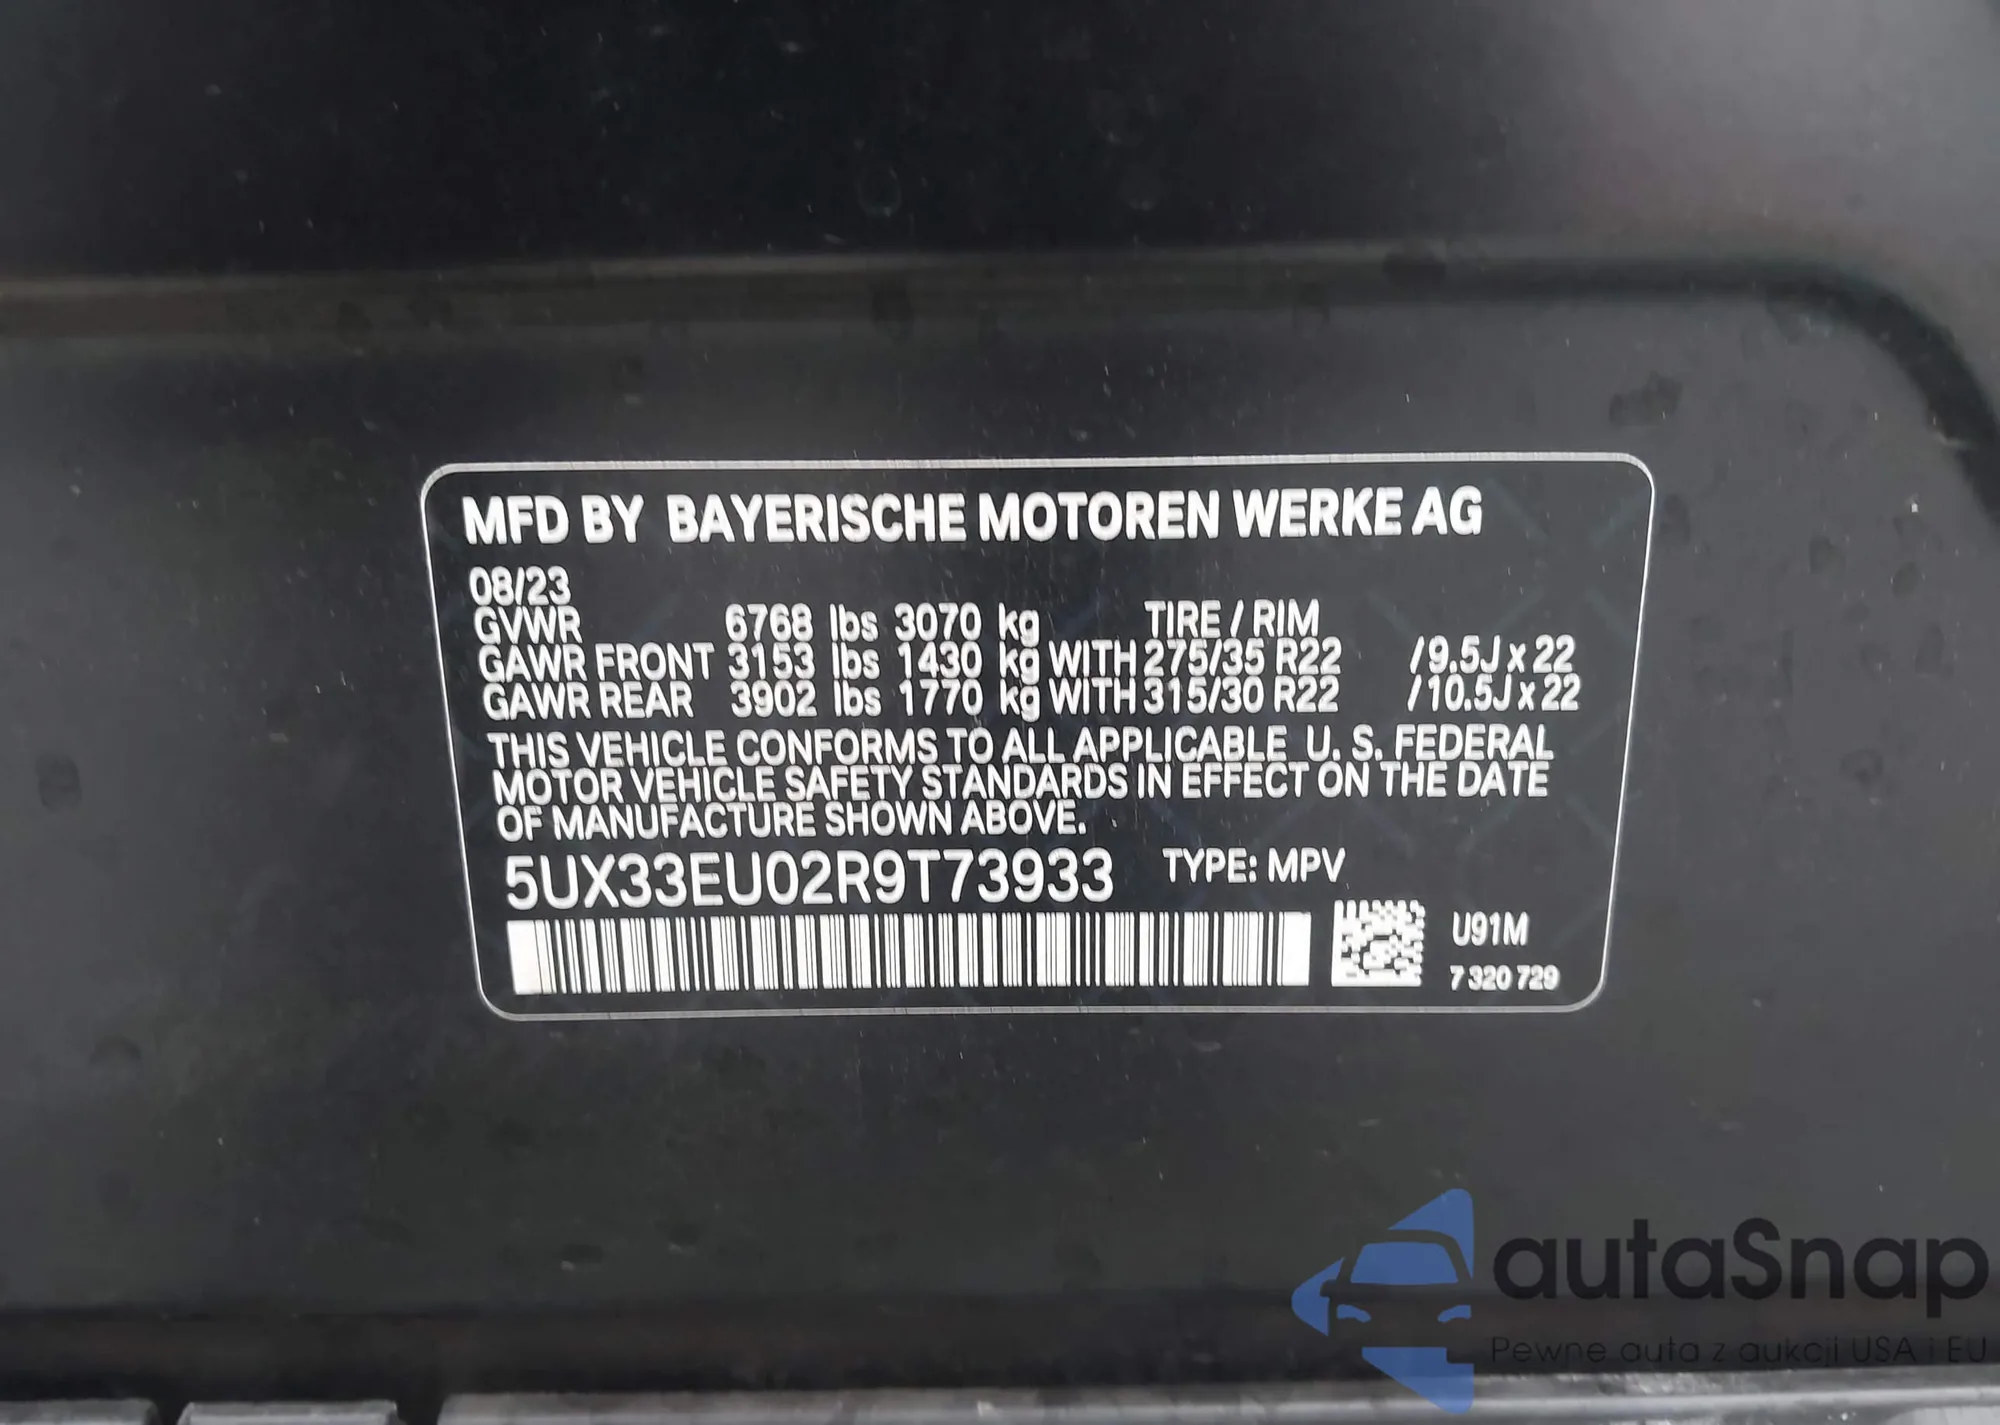 MFD BY BAYERISCHE MOTOREN WERKE AG
08/23
GVWR 6768 lbs 3070 kg TIRE / RIM
GAWR FRONT 3153 lbs 1430 kg WITH 275/35 R22 /9.5J x 22
GAWR REAR 3902 lbs 1770 kg WITH 315/30 R22 /10.5J x 22
THIS VEHICLE CONFORMS TO ALL APPLICABLE U. S. FEDERAL
MOTOR VEHICLE SAFETY STANDARDS IN EFFECT ON THE DATE
OF MANUFACTURE SHOWN ABOVE.
5UX33EU02R9T73933 TYPE: MPV
U91M
7 320 729
autaSnap
Pewne auta z aukcji USA i EU